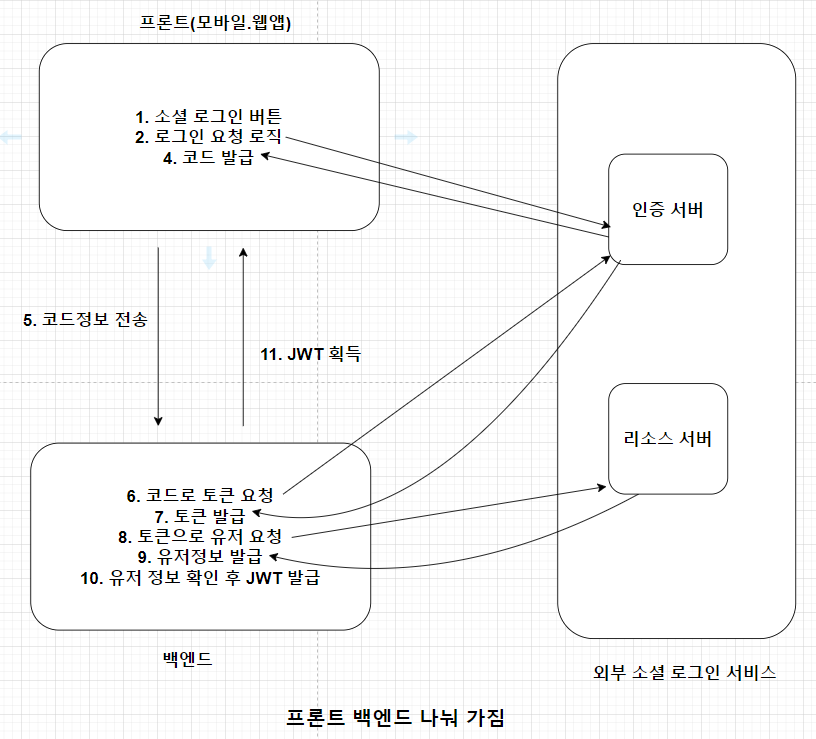 프론트(모바일.웹앱)
1. 소셜 로그인 버튼
2. 로그인 요청 로직
4. 코드 발급
인증 서버
5. 코드정보 전송
11. JWT 획득
리소스 서버
6. 코드로 토큰 요청
7. 토큰 발급
8. 토큰으로 유저 요청
9. 유저정보 발급
10. 유저 정보 확인 후 JWT 발급
백엔드
외부 소셜 로그인 서비스
프론트 백엔드 나눠 가짐